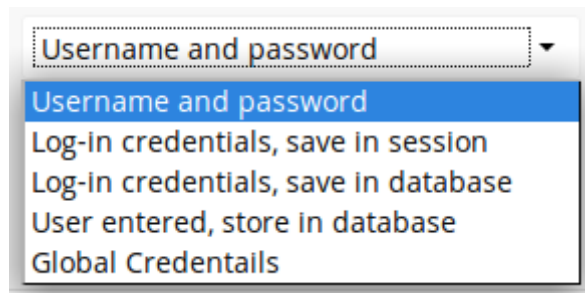 Username and password
Username and password
Log-in credentials, save in session
Log-in credentials, save in database
User entered, store in database
Global Credentails